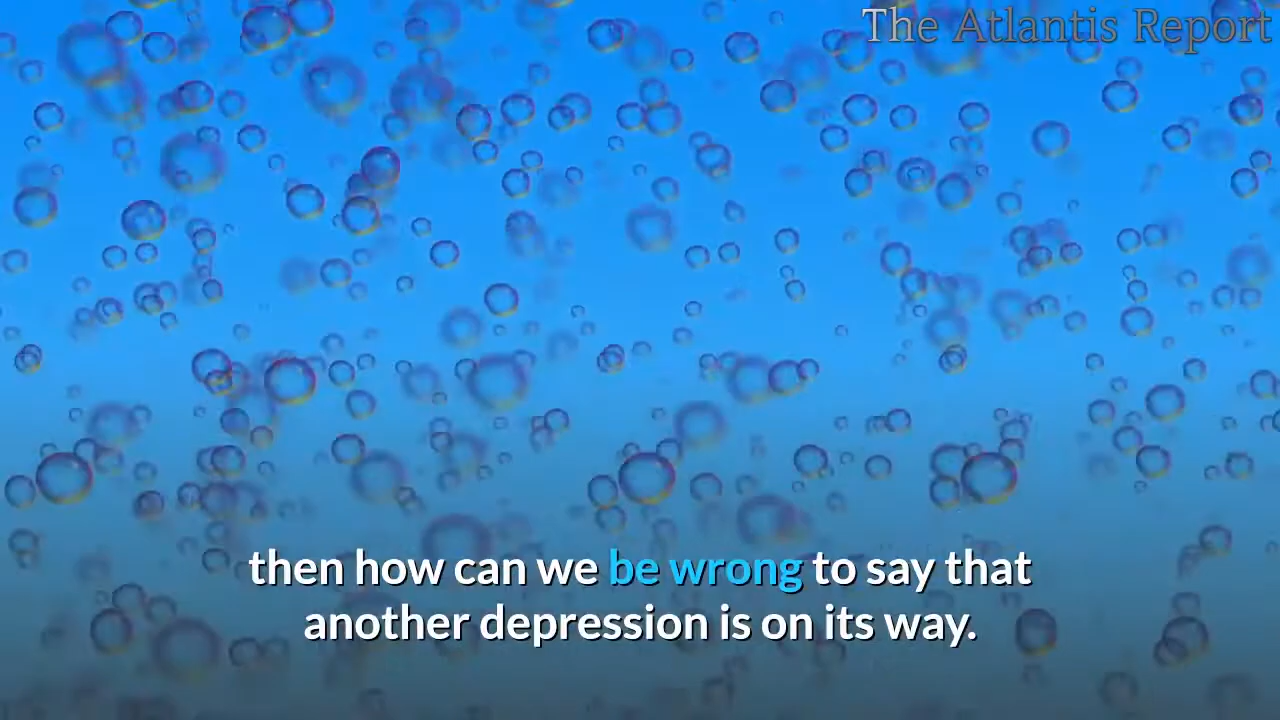 The Atlantis Report
then how can we be wrong to say that
another depression is on its way.